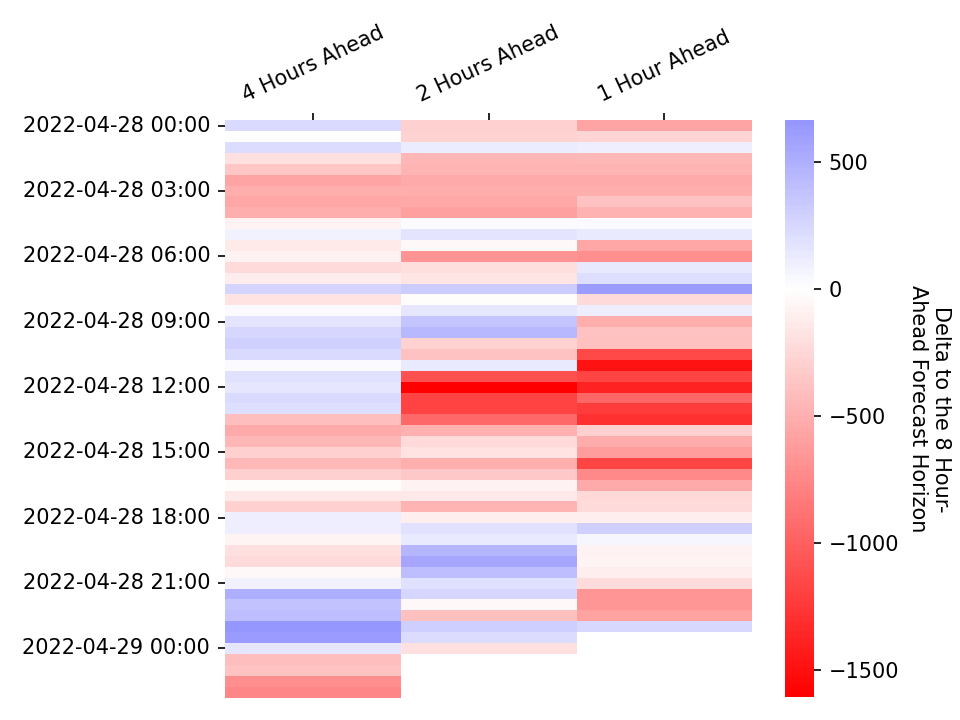 4 Hours Ahead
2 Hours Ahead
1 Hour Ahead
2022-04-28 00:00
2022-04-28 03:00
2022-04-28 06:00
2022-04-28 09:00
2022-04-28 12:00
2022-04-28 15:00
2022-04-28 18:00
2022-04-28 21:00
2022-04-29 00:00
500
0
−500
−1000
−1500
Delta to the 8 Hour-
Ahead Forecast Horizon